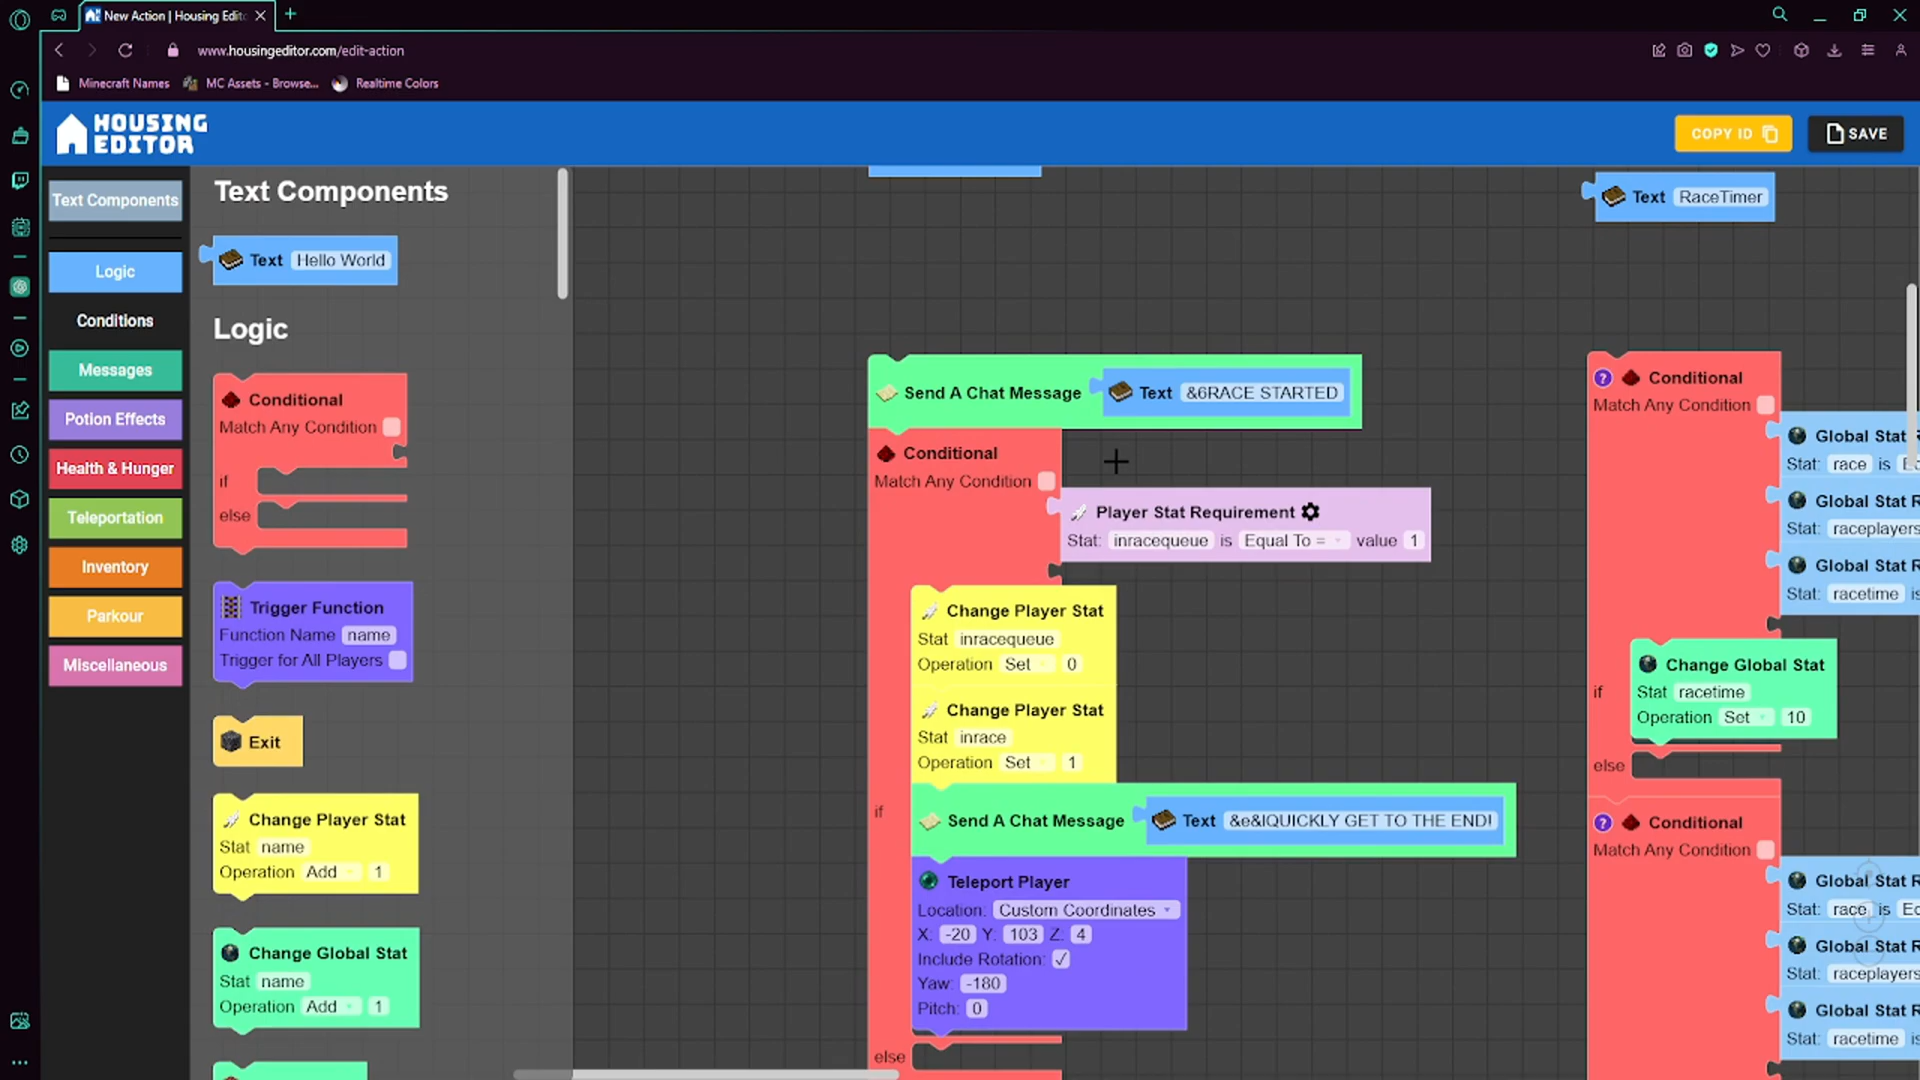 New Action | Housing Edit
www.housingeditor.com/edit-action
Minecraft Names
MC Assets - Browse...
Realtime Colors
HOUSING
EDITOR
COPY ID
SAVE
Text Components
Logic
Conditions
Messages
Potion Effects
Health & Hunger
Teleportation
Inventory
Parkour
Miscellaneous
Text Components
Text Hello World
Logic
Conditional
Match Any Condition
if
else
Trigger Function
Function Name name
Trigger for All Players
Exit
Change Player Stat
Stat name
Operation Add 1
Change Global Stat
Stat name
Operation Add 1
Send A Chat Message Text &6RACE STARTED
Conditional
Match Any Condition
Player Stat Requirement
Stat: inracequeue is Equal To = value 1
Change Player Stat
Stat inracequeue
Operation Set 0
Change Player Stat
Stat inrace
Operation Set 1
if
Send A Chat Message Text &e&lQUICKLY GET TO THE END!
Teleport Player
Location: Custom Coordinates
X: -20 Y: 103 Z: 4
Include Rotation: ✓
Yaw: -180
Pitch: 0
else
Text RaceTimer
? Conditional
Match Any Condition
Global Stat R
Stat: race is Ec
Global Stat R
Stat: raceplayers
Global Stat R
Stat: racetime is
Change Global Stat
if
Stat racetime
Operation Set 10
else
? Conditional
Match Any Condition
Global Stat R
Stat: race is Ec
Global Stat R
Stat: raceplayers
Global Stat R
Stat: racetime is